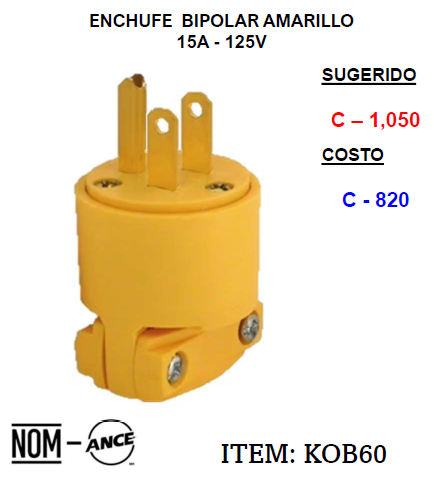 ENCHUFE  BIPOLAR AMARILLO
15A - 125V
SUGERIDO
C – 1,050
COSTO
C - 820
NOM – ANCE
ITEM: KOB60